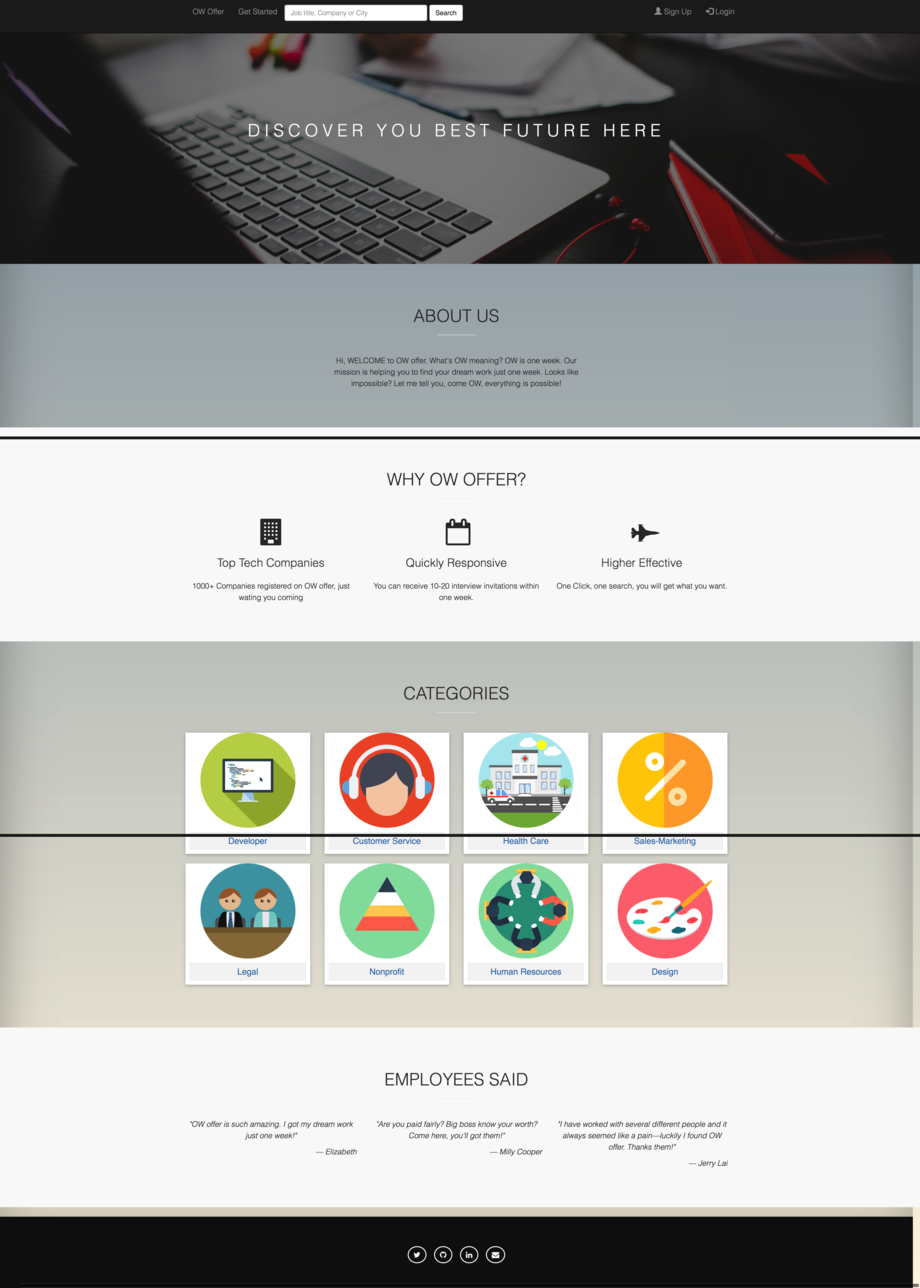 OW Offer Get Started Job title, Company or City Search Sign Up Login
DISCOVER YOU BEST FUTURE HERE
ABOUT US
Hi, WELCOME to OW offer. What's OW meaning? OW is one week. Our
mission is helping you to find your dream work just one week. Looks like
impossible? Let me tell you, come OW, everything is possible!
WHY OW OFFER?
Top Tech Companies
1000+ Companies registered on OW offer, just
wating you coming
Quickly Responsive
You can receive 10-20 interview invitations within
one week.
Higher Effective
One Click, one search, you will get what you want.
CATEGORIES
Developer
Customer Service
Health Care
Sales-Marketing
Legal
Nonprofit
Human Resources
Design
EMPLOYEES SAID
"OW offer is such amazing. I got my dream work
just one week!"
— Elizabeth
"Are you paid fairly? Big boss know your worth?
Come here, you'll got them!"
— Milly Cooper
"I have worked with several different people and it
always seemed like a pain—luckily I found OW
offer. Thanks them!"
— Jerry Lai